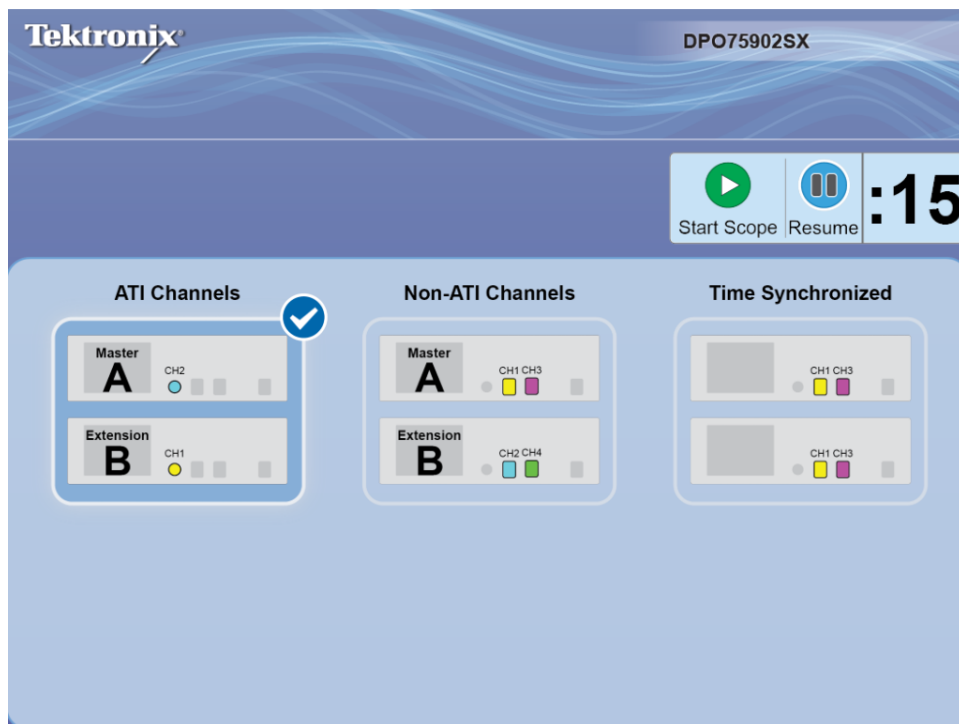 Tektronix
DPO75902SX
Start Scope
Resume
:15
ATI Channels
Non-ATI Channels
Time Synchronized
Master
A
CH2
Extension
B
CH1
Master
A
CH1 CH3
Extension
B
CH2 CH4
CH1 CH3
CH1 CH3